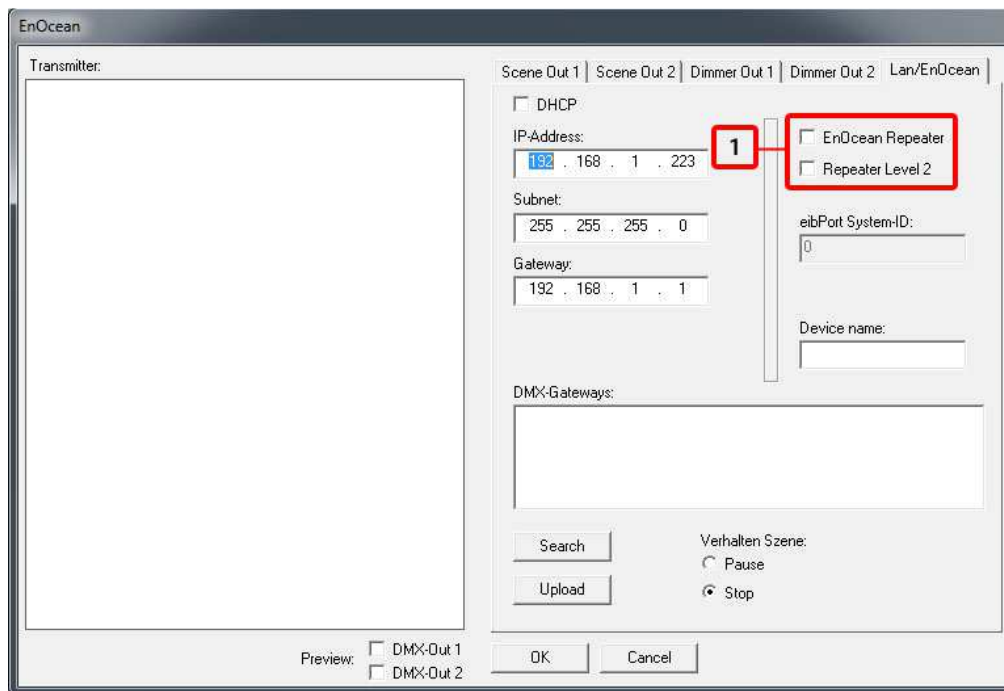 EnOcean
Transmitter:
Scene Out 1 Scene Out 2 Dimmer Out 1 Dimmer Out 2 Lan/EnOcean
DHCP
IP-Address:
192 . 168 . 1 . 223
1
EnOcean Repeater
Repeater Level 2
Subnet:
255 . 255 . 255 . 0
eibPort System-ID:
0
Gateway:
192 . 168 . 1 . 1
Device name:
DMX-Gateways:
Search
Upload
Verhalten Szene:
Pause
Stop
Preview:
DMX-Out 1
DMX-Out 2
OK
Cancel